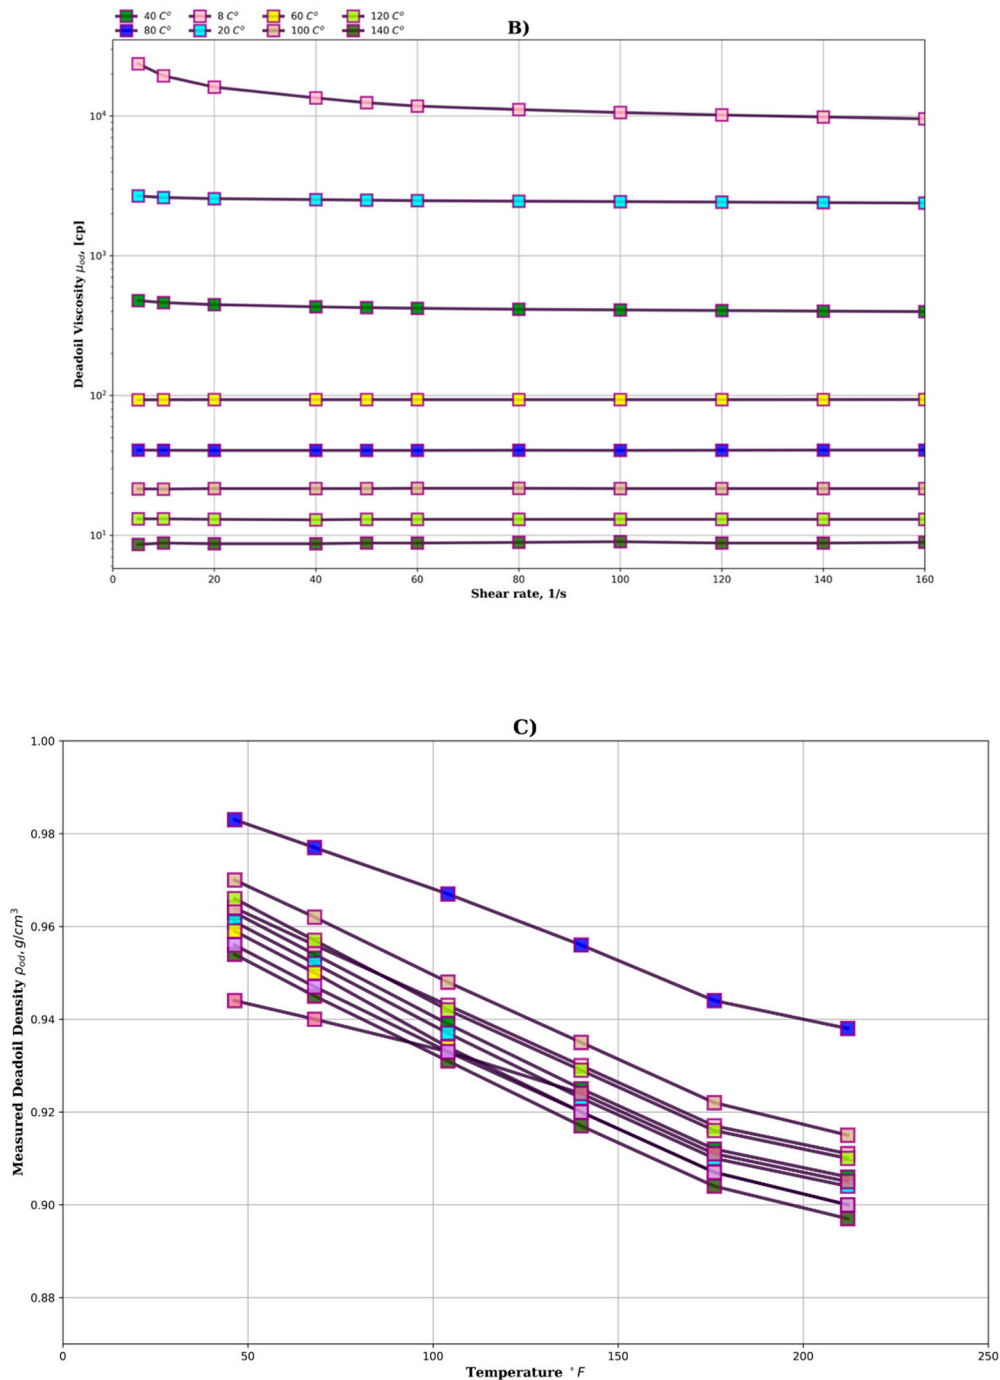 40 C° 8 C° 60 C° 120 C°
80 C° 20 C° 100 C° 140 C°
B)
10⁴
10³
10²
10¹
Deadoil Viscosity μ_od, [cp]
0 20 40 60 80 100 120 140 160
Shear rate, 1/s
C)
1.00
0.98
0.96
0.94
0.92
0.90
0.88
Measured Deadoil Density ρ_od, g/cm³
0 50 100 150 200 250
Temperature °F